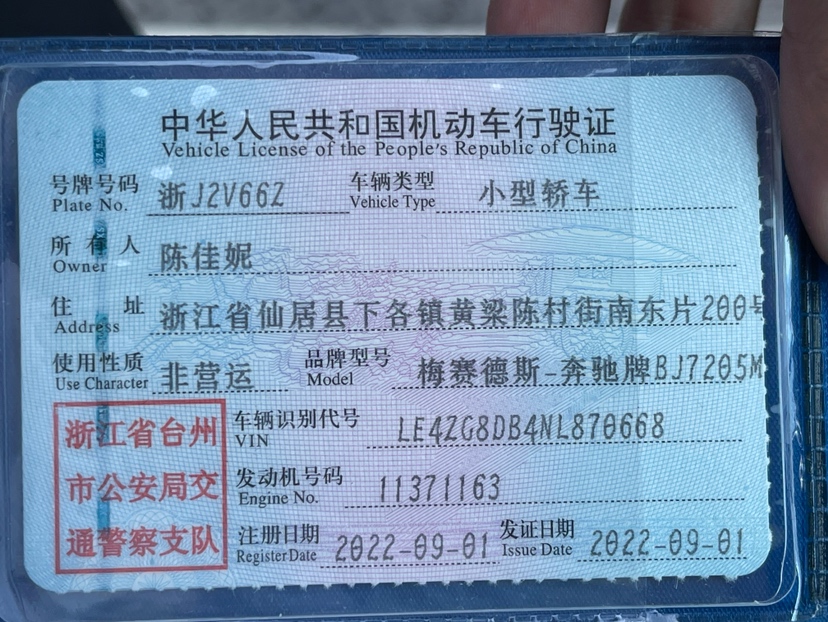 中华人民共和国机动车行驶证
Vehicle License of the People's Republic of China
号牌号码 浙J2V66Z 车辆类型 小型轿车
Plate No. Vehicle Type
所有人 陈佳妮
Owner
住址 浙江省仙居县下各镇黄梁陈村街南东片200号
Address
使用性质 非营运 品牌型号 梅赛德斯-奔驰牌BJ7205M
Use Character Model
浙江省台州
市公安局交
通警察支队
车辆识别代号 LE4ZG8DB4NL870668
VIN
发动机号码 11371163
Engine No.
注册日期 2022-09-01 发证日期 2022-09-01
Register Date Issue Date